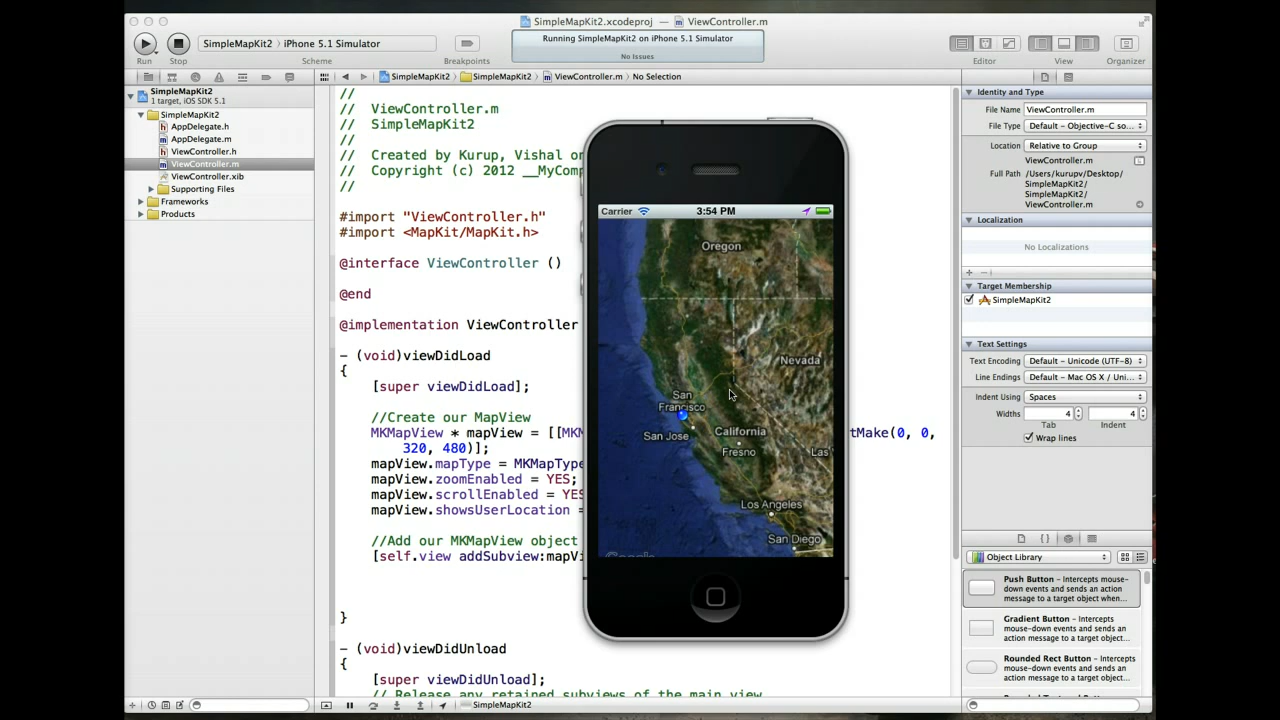 SimpleMapKit2.xcodeproj — ViewController.m
Run
Stop
SimpleMapKit2 › iPhone 5.1 Simulator
Scheme
Breakpoints
Running SimpleMapKit2 on iPhone 5.1 Simulator
No Issues
Editor
View
Organizer
SimpleMapKit2 › SimpleMapKit2 › ViewController.m › No Selection
SimpleMapKit2
1 target, iOS SDK 5.1
SimpleMapKit2
AppDelegate.h
AppDelegate.m
ViewController.h
ViewController.m
ViewController.xib
Supporting Files
Frameworks
Products
//
//  ViewController.m
//  SimpleMapKit2
//
//  Created by Kurup, Vishal on
//  Copyright (c) 2012 __MyComp
//
#import "ViewController.h"
#import <MapKit/MapKit.h>
@interface ViewController ()
@end
@implementation ViewController
- (void)viewDidLoad
{
[super viewDidLoad];
//Create our MapView
MKMapView * mapView = [[MKM tMake(0, 0,
320, 480)];
mapView.mapType = MKMapType
mapView.zoomEnabled = YES;
mapView.scrollEnabled = YES
mapView.showsUserLocation =
//Add our MKMapView object
[self.view addSubview:mapVi
}
- (void)viewDidUnload
{
[super viewDidUnload];
// Release any retained subviews of the main view
Carrier 3:54 PM
Oregon
Nevada
San
Francisco
San Jose
California
Fresno
Las
Los Angeles
San Diego
Google
Identity and Type
File Name ViewController.m
File Type Default - Objective-C so...
Location Relative to Group
ViewController.m
Full Path /Users/kurupv/Desktop/
SimpleMapKit2/
SimpleMapKit2/
ViewController.m
Localization
No Localizations
Target Membership
SimpleMapKit2
Text Settings
Text Encoding Default - Unicode (UTF-8)
Line Endings Default - Mac OS X / Uni...
Indent Using Spaces
Widths 4 4
Tab Indent
Wrap lines
Object Library
Push Button - Intercepts mouse-
down events and sends an action
message to a target object when...
Gradient Button - Intercepts
mouse-down events and sends an
action message to a target object...
Rounded Rect Button - Intercepts
mouse-down events and sends an
action message to a target object...
SimpleMapKit2